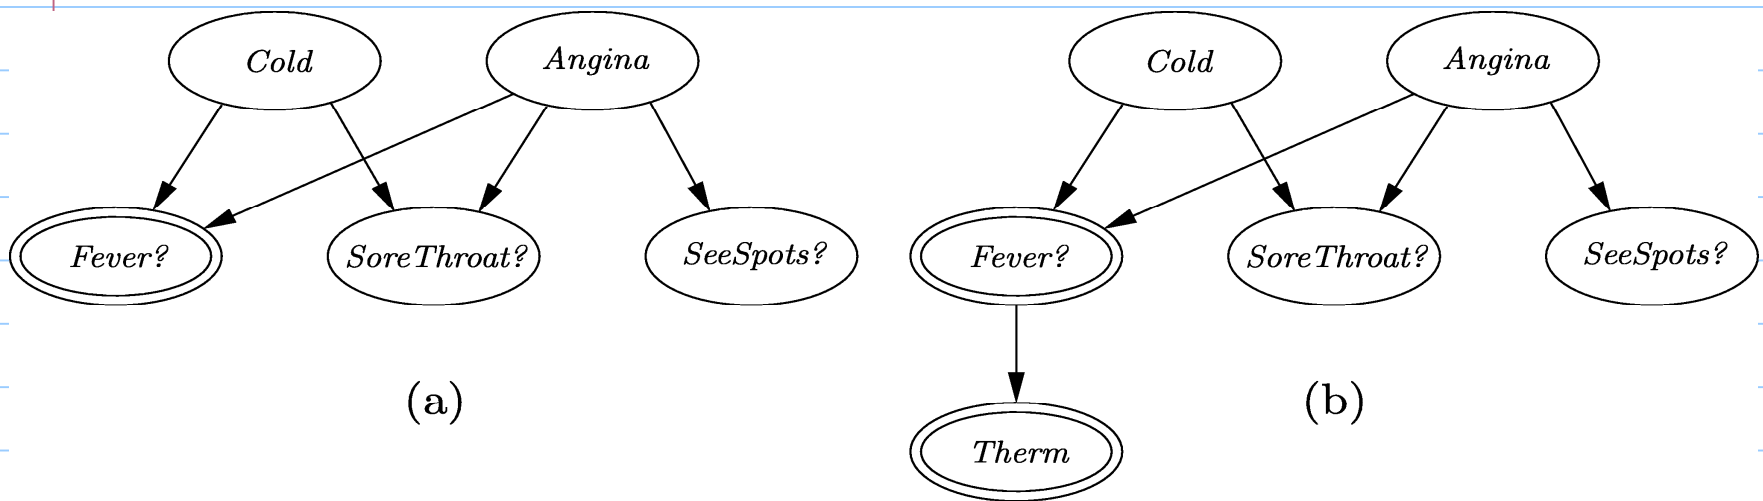 Cold Angina Cold Angina
Fever? SoreThroat? SeeSpots? Fever? SoreThroat? SeeSpots?
(a) (b)
Therm